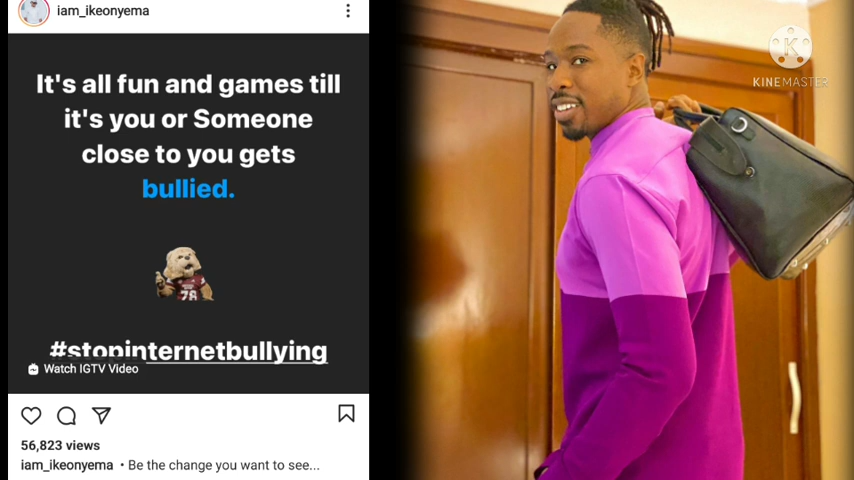 iam_ikeonyema
It's all fun and games till
it's you or Someone
close to you gets
bullied.
78
#stopinternetbullying
Watch IGTV Video
56,823 views
iam_ikeonyema • Be the change you want to see...
K
KINEMASTER